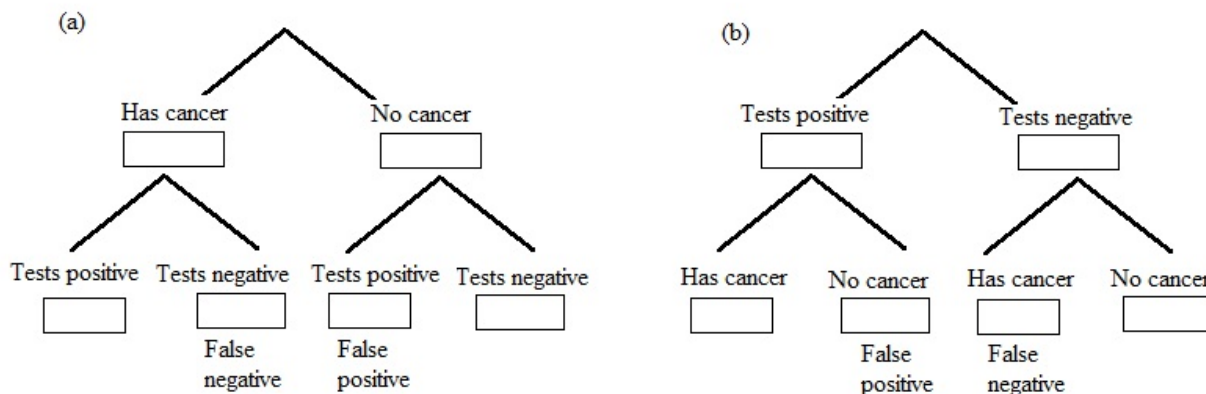 (a)
Has cancer
No cancer
Tests positive
Tests negative
Tests positive
Tests negative
False
negative
False
positive
(b)
Tests positive
Tests negative
Has cancer
No cancer
Has cancer
No cancer
False
positive
False
negative